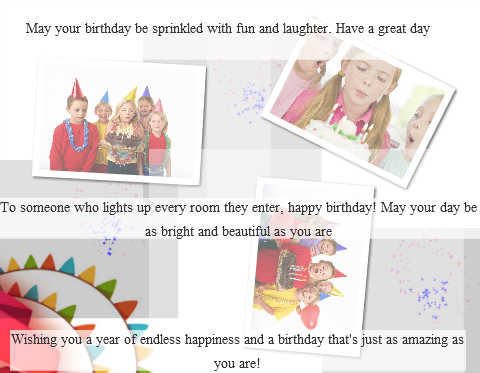 May your birthday be sprinkled with fun and laughter. Have a great day
To someone who lights up every room they enter, happy birthday! May your day be
as bright and beautiful as you are
Wishing you a year of endless happiness and a birthday that's just as amazing as
you are!